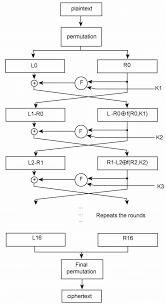 plaintext
permutation
L0
R0
F
K1
L1-R0
L -R0⊕f(R0,K1)
F
K2
L2-R1
R1-L2⊕f(R2,K2)
F
K3
Repeats the rounds
L16
R16
Final
permutation
ciphertext